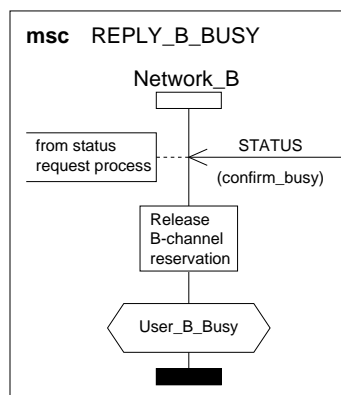 msc REPLY_B_BUSY
Network_B
from status
request process
STATUS
(confirm_busy)
Release
B-channel
reservation
User_B_Busy